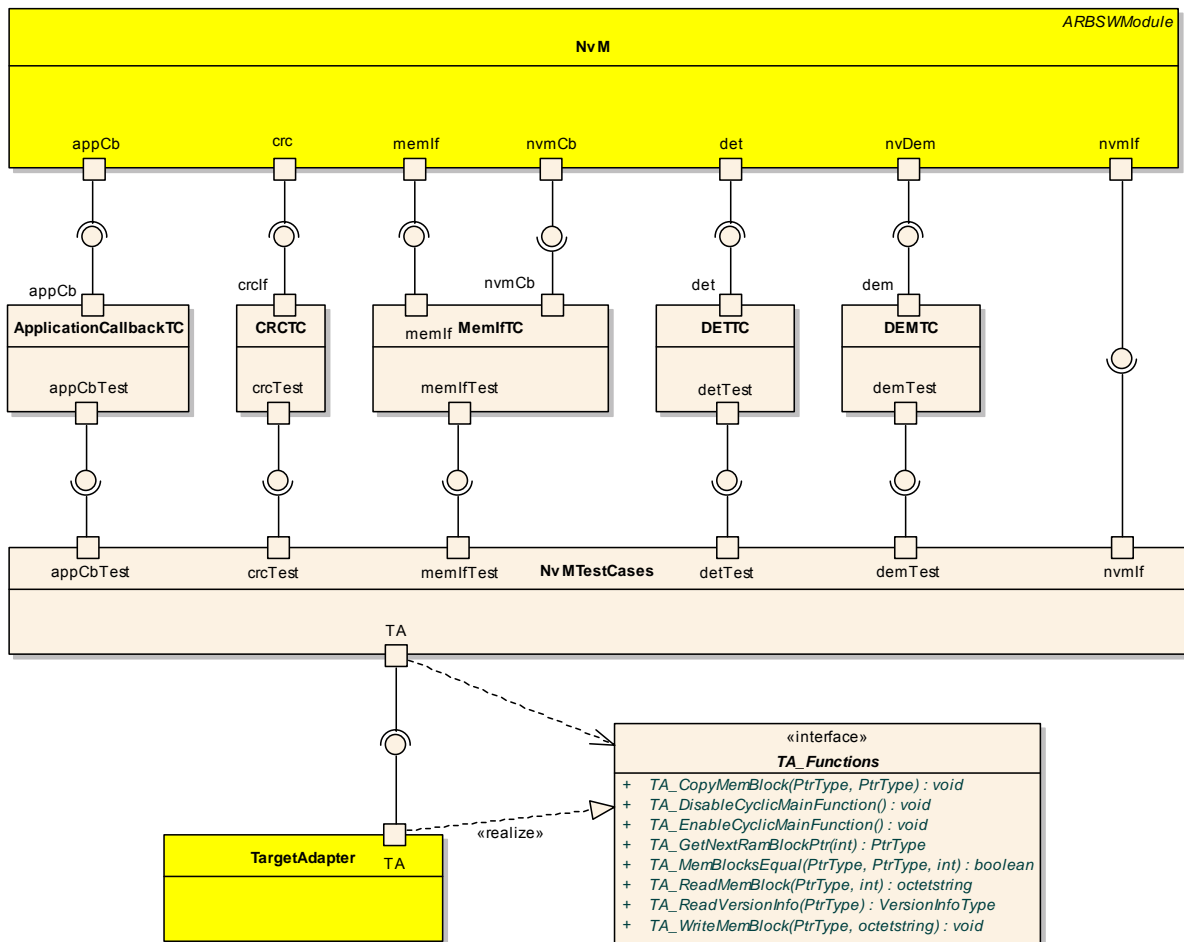 ARBSWModule
NvM
appCb crc memIf nvmCb det nvDem nvmIf
appCb crcIf nvmCb det dem
ApplicationCallbackTC CRCTC MemIfTC DETTC DEMTC
memIf
appCbTest crcTest memIfTest detTest demTest
appCbTest crcTest memIfTest NvMTestCases detTest demTest nvmIf
TA
«interface»
TA_Functions
+ TA_CopyMemBlock(PtrType, PtrType) : void
+ TA_DisableCyclicMainFunction() : void
+ TA_EnableCyclicMainFunction() : void
+ TA_GetNextRamBlockPtr(int) : PtrType
+ TA_MemBlocksEqual(PtrType, PtrType, int) : boolean
+ TA_ReadMemBlock(PtrType, int) : octetstring
+ TA_ReadVersionInfo(PtrType) : VersionInfoType
+ TA_WriteMemBlock(PtrType, octetstring) : void
«realize»
TargetAdapter
TA